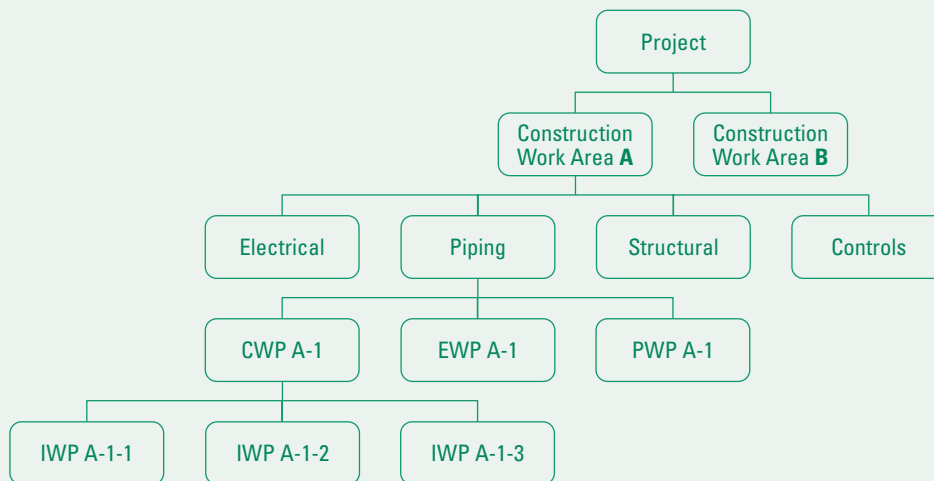 Project
Construction
Work Area A
Construction
Work Area B
Electrical
Piping
Structural
Controls
CWP A-1
EWP A-1
PWP A-1
IWP A-1-1
IWP A-1-2
IWP A-1-3